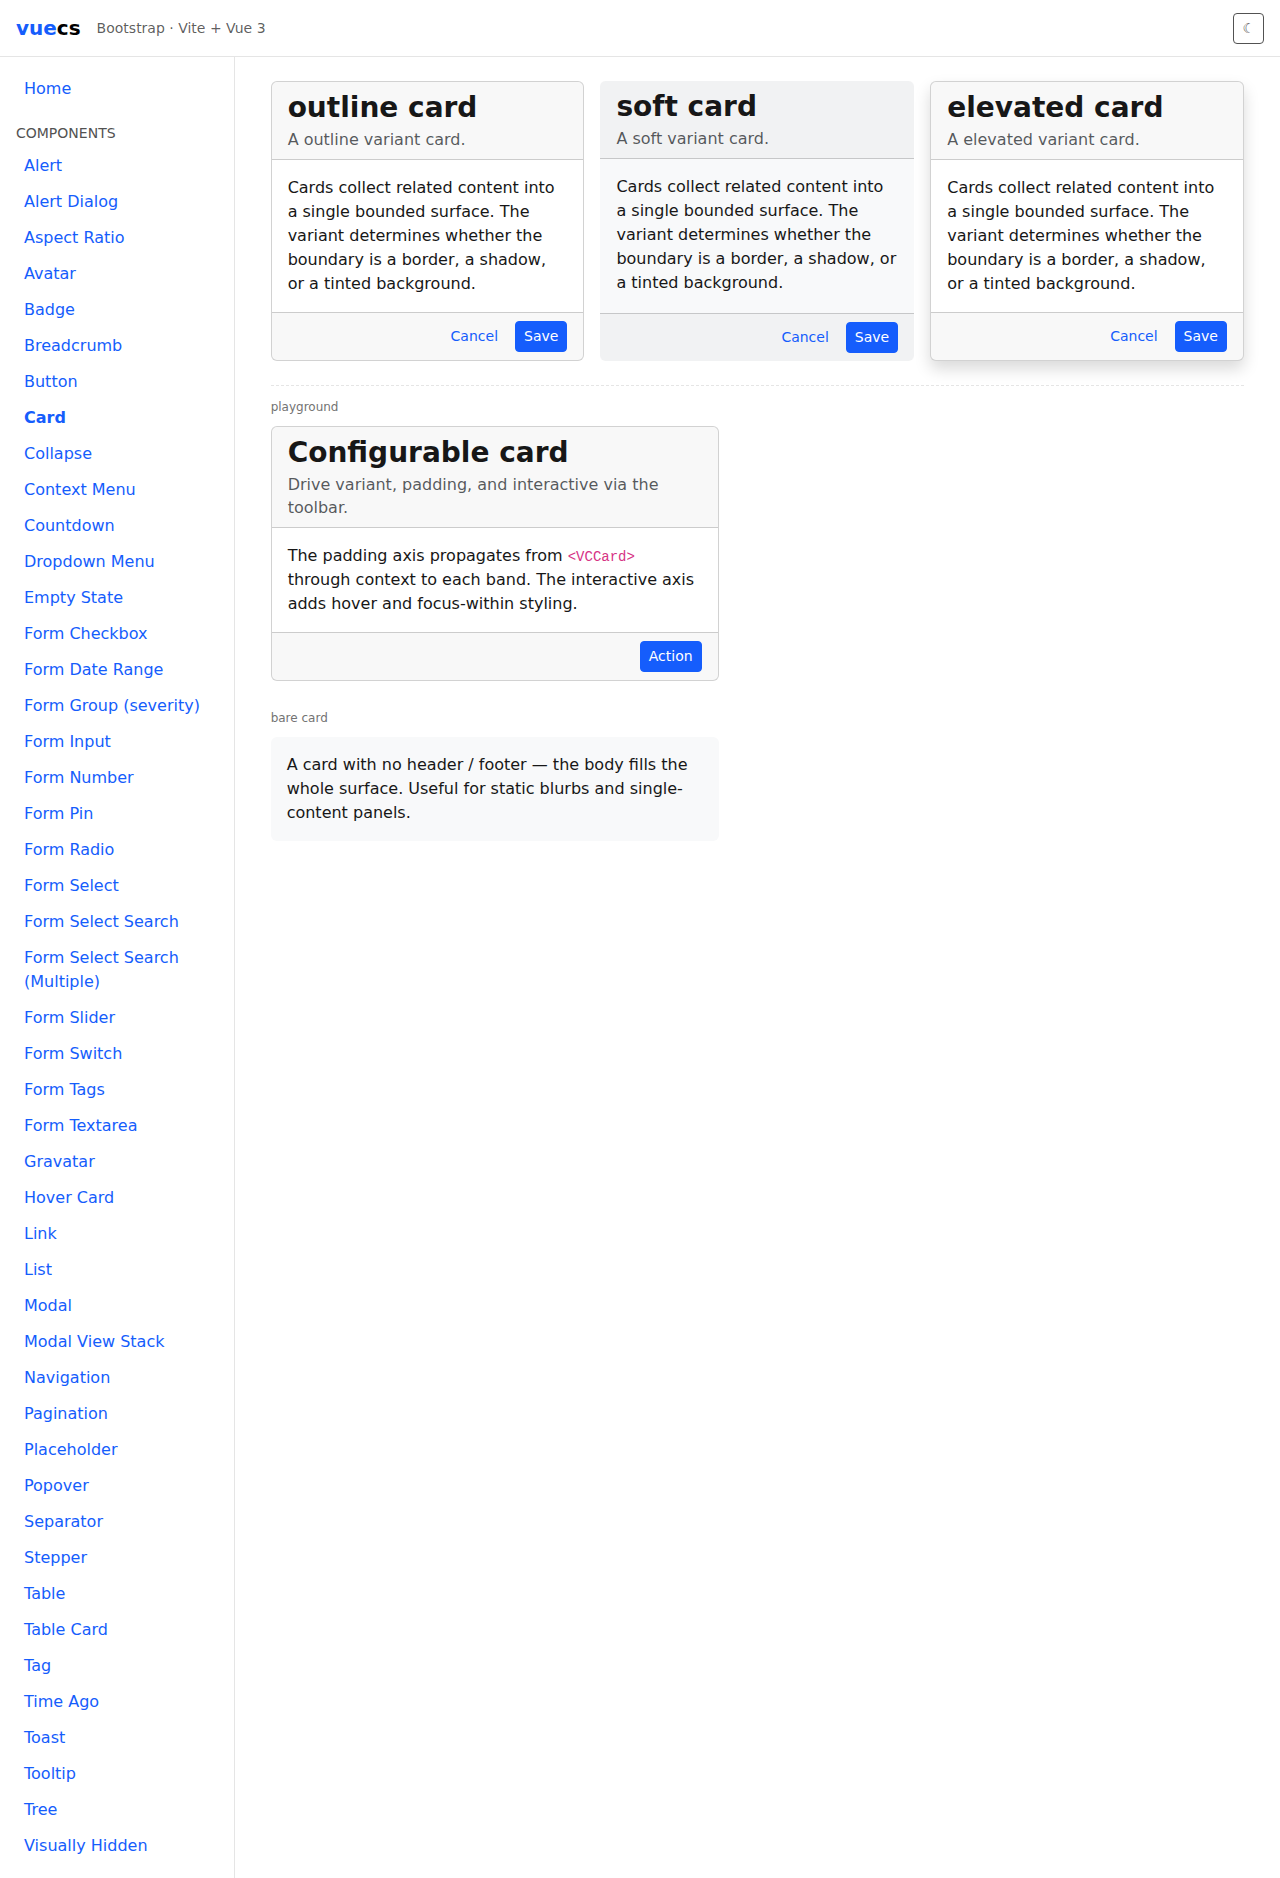 vuecs Bootstrap · Vite + Vue 3
☾
Home
COMPONENTS
Alert
Alert Dialog
Aspect Ratio
Avatar
Badge
Breadcrumb
Button
Card
Collapse
Context Menu
Countdown
Dropdown Menu
Empty State
Form Checkbox
Form Date Range
Form Group (severity)
Form Input
Form Number
Form Pin
Form Radio
Form Select
Form Select Search
Form Select Search
(Multiple)
Form Slider
Form Switch
Form Tags
Form Textarea
Gravatar
Hover Card
Link
List
Modal
Modal View Stack
Navigation
Pagination
Placeholder
Popover
Separator
Stepper
Table
Table Card
Tag
Time Ago
Toast
Tooltip
Tree
Visually Hidden
outline card
A outline variant card.
Cards collect related content into
a single bounded surface. The
variant determines whether the
boundary is a border, a shadow,
or a tinted background.
Cancel Save
soft card
A soft variant card.
Cards collect related content into
a single bounded surface. The
variant determines whether the
boundary is a border, a shadow, or
a tinted background.
Cancel Save
elevated card
A elevated variant card.
Cards collect related content into
a single bounded surface. The
variant determines whether the
boundary is a border, a shadow,
or a tinted background.
Cancel Save
playground
Configurable card
Drive variant, padding, and interactive via the
toolbar.
The padding axis propagates from <VCCard>
through context to each band. The interactive axis
adds hover and focus-within styling.
Action
bare card
A card with no header / footer — the body fills the
whole surface. Useful for static blurbs and single-
content panels.